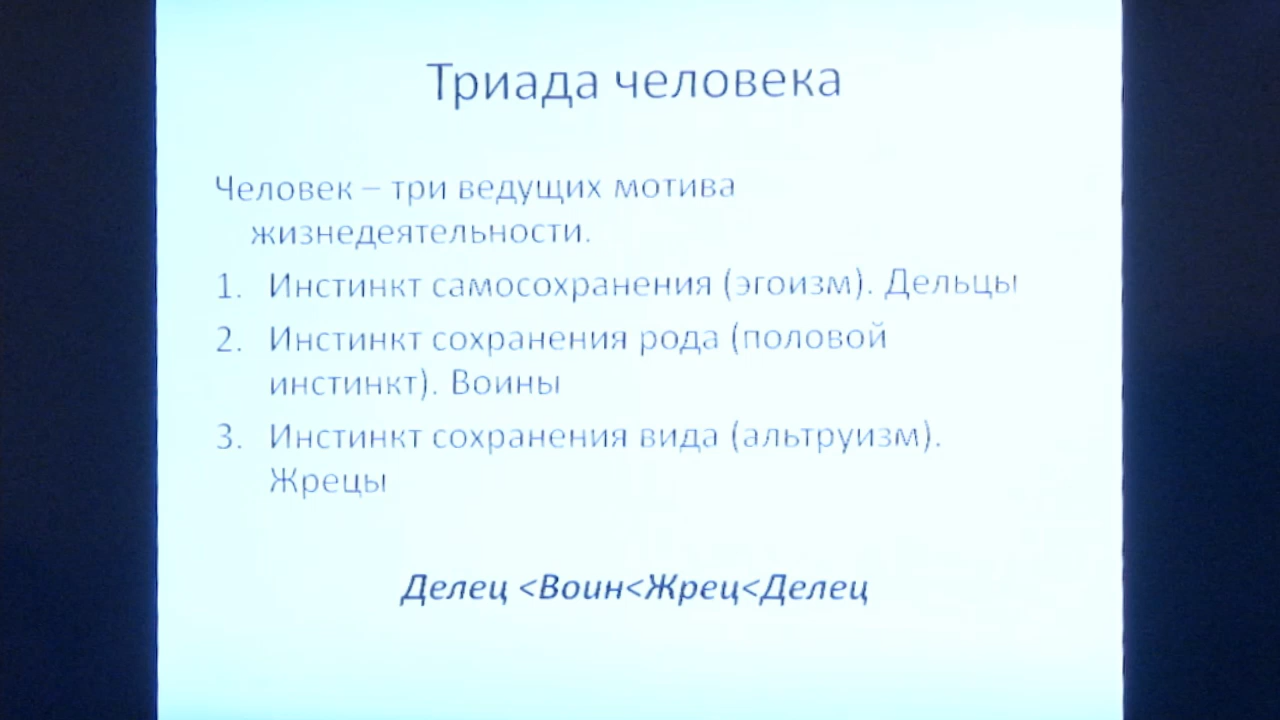 Триада человека
Человек – три ведущих мотива
жизнедеятельности.
1. Инстинкт самосохранения (эгоизм). Дельцы
2. Инстинкт сохранения рода (половой
инстинкт). Воины
3. Инстинкт сохранения вида (альтруизм).
Жрецы
Делец <Воин<Жрец<Делец